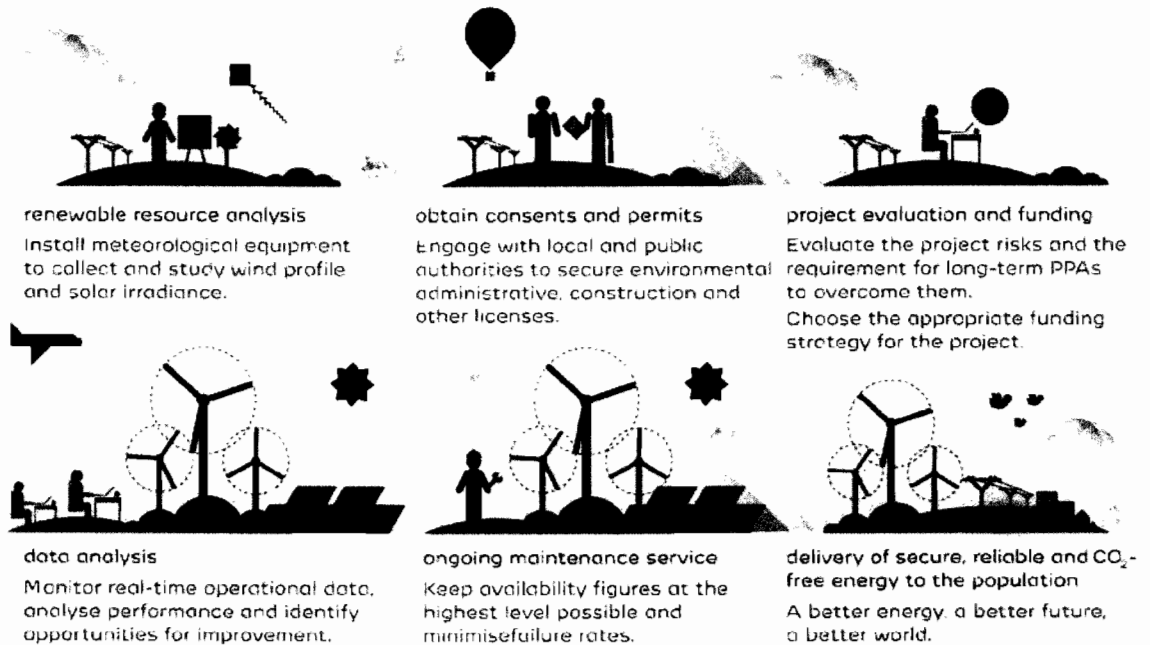 renewable resource analysis
Install meteorological equipment
to collect and study wind profile
and solar irradiance.
obtain consents and permits
Engage with local and public
authorities to secure environmental
administrative, construction and
other licenses.
project evaluation and funding
Evaluate the project risks and the
requirement for long-term PPAs
to overcome them.
Choose the appropriate funding
strategy for the project.
data analysis
Monitor real-time operational data,
analyse performance and identify
opportunities for improvement.
ongoing maintenance service
Keep availability figures at the
highest level possible and
minimisefailure rates.
delivery of secure, reliable and CO₂-
free energy to the population
A better energy, a better future,
a better world.